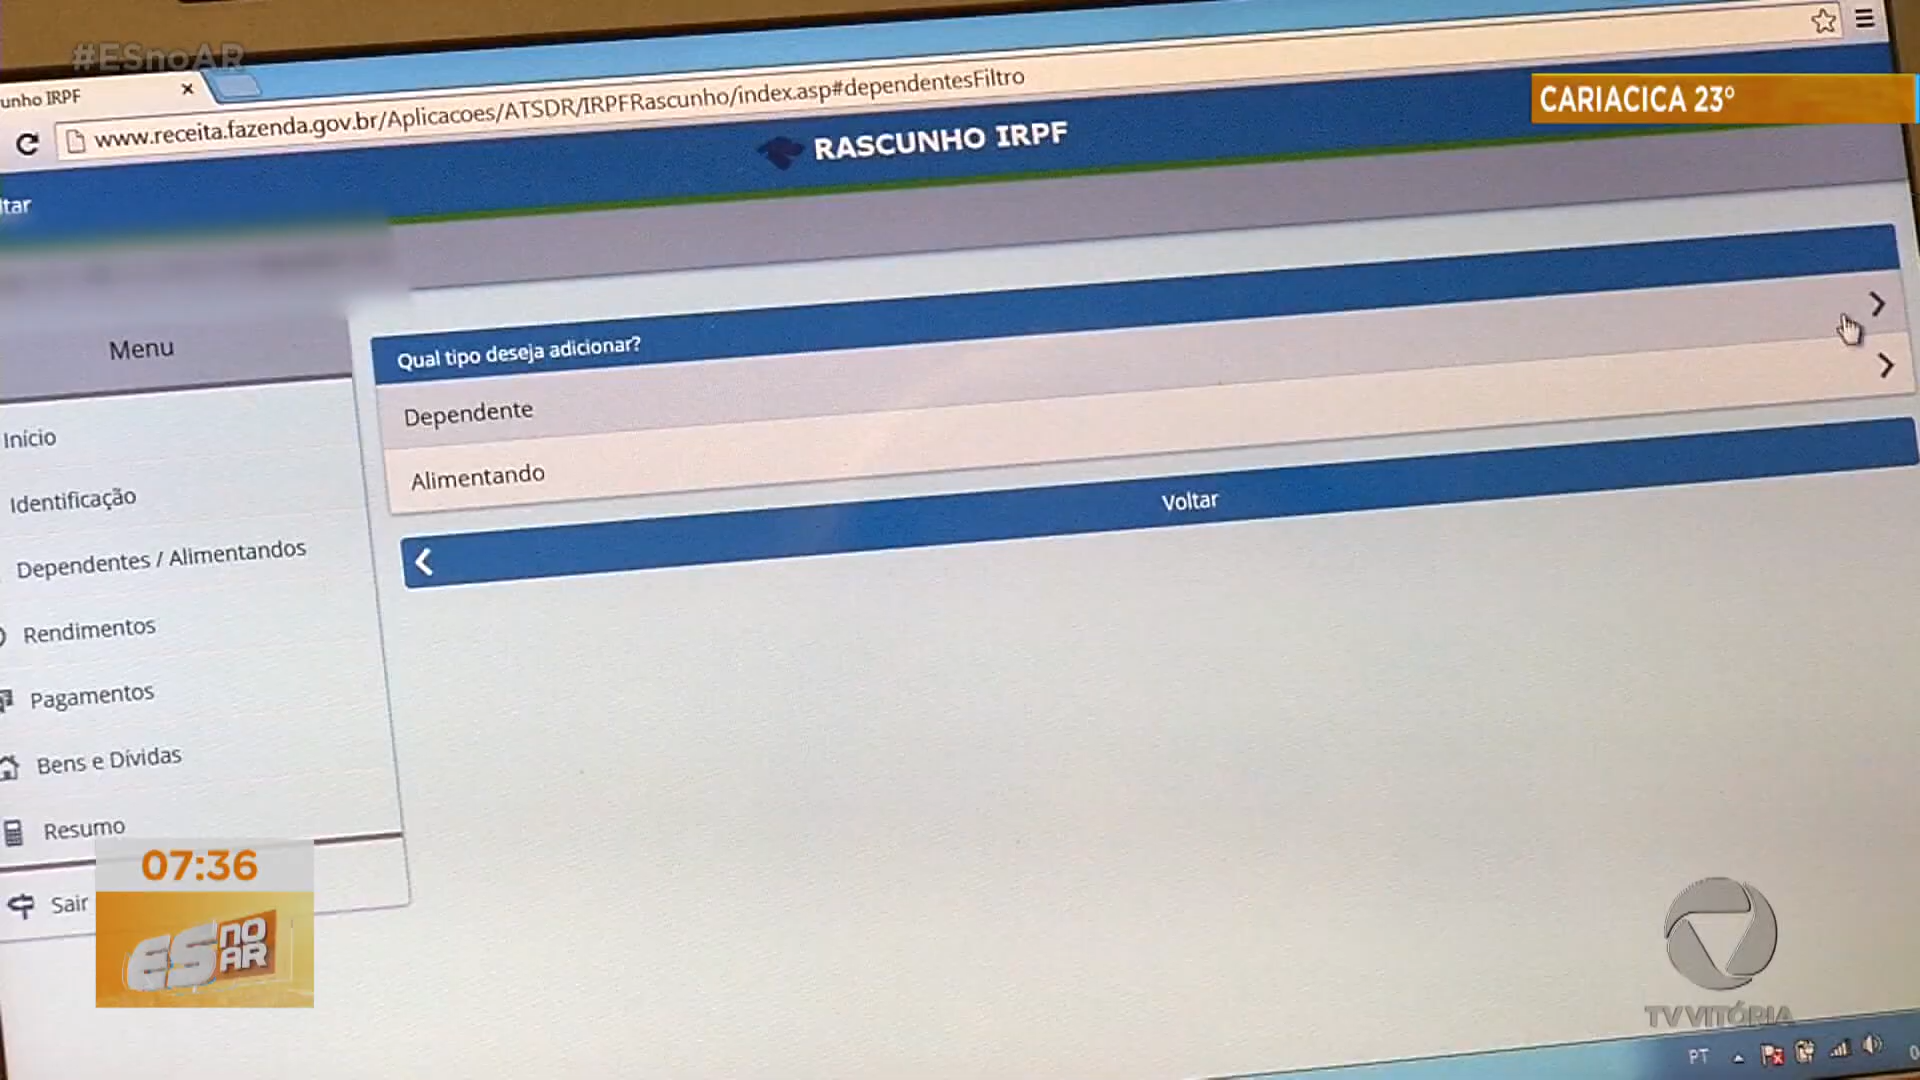 #ESnoAR
unho IRPF
www.receita.fazenda.gov.br/Aplicacoes/ATSDR/IRPFRascunho/index.asp#dependentesFiltro
CARIACICA 23º
RASCUNHO IRPF
ltar
Menu
Início
Identificação
Dependentes / Alimentandos
Rendimentos
Pagamentos
Bens e Dívidas
Resumo
Sair
Qual tipo deseja adicionar?
Dependente
Alimentando
Voltar
07:36
ES NO AR
TV VITÓRIA
PT